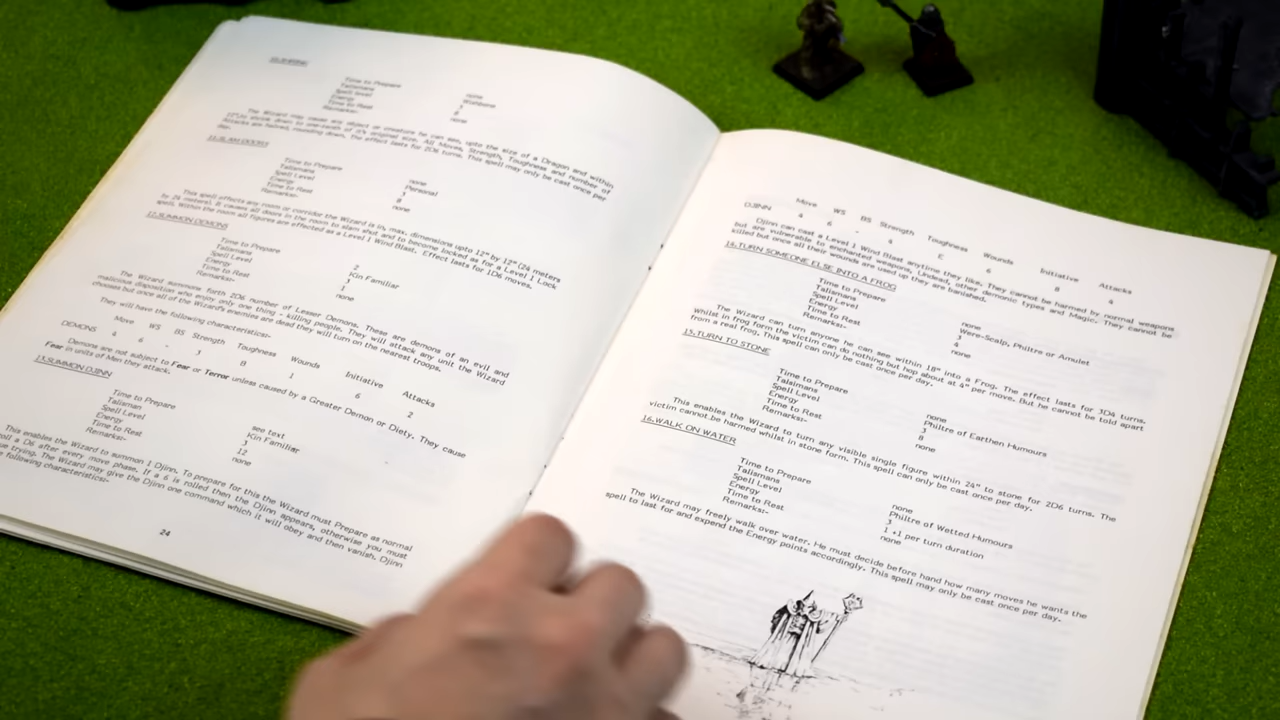 10.SHRINK
Time to Prepare none
Talismans Wishbone
Spell level 3
Energy 8
Time to Rest none
Remarks:-
The Wizard may cause any object or creature he can see, upto the size of a Dragon and within
12" to shrink down to one-tenth of it's original size. All Moves, Strength, Toughness and number of
Attacks are halved, rounding down. The effect lasts for 2D6 turns. This spell may only be cast once per
day.
11.SLAM DOORS
Time to Prepare none
Talismans Personal
Spell Level 3
Energy 8
Time to Rest none
Remarks:-
This spell effects any room or corridor the Wizard is in, max. dimensions upto 12" by 12" (24 meters
by 24 meters). It causes all doors in the room to slam shut and to become locked as for a Level 1 Lock
spell. Within the room all figures are effected as a Level 1 Wind Blast. Effect lasts for 1D6 moves.
12.SUMMON DEMONS
Time to Prepare 2
Talismans Kin Familiar
Spell Level 3
Energy 1
Time to Rest none
Remarks:-
The Wizard summons forth 2D6 number of Lesser Demons. These are demons of an evil and
malicious disposition who enjoy only one thing - killing people. They will attack any unit the Wizard
chooses but once all of the Wizard's enemies are dead they will turn on the nearest troops.
They will have the following characteristics:-
Move WS BS Strength Toughness Wounds Initiative Attacks
DEMONS 4 6 - 3 B 1 6 2
Demons are not subject to Fear or Terror unless caused by a Greater Demon or Diety. They cause
Fear in units of Men they attack.
13.SUMMON DJINN
Time to Prepare see text
Talisman Kin Familiar
Spell Level 3
Energy 12
Time to Rest none
Remarks:-
This enables the Wizard to summon 1 Djinn. To prepare for this the Wizard must Prepare as normal
roll a D6 after every move phase. If a 6 is rolled then the Djinn appears, otherwise you must
trying. The Wizard may give the Djinn one command which it will obey and then vanish. Djinn
following characteristics:-
24
Move WS BS Strength Toughness Wounds Initiative Attacks
DJINN 4 6 - 4 E 6 8 4
Djinn can cast a Level 1 Wind Blast anytime they like. They cannot be harmed by normal weapons
but are vulnerable to enchanted weapons, Undead, other demonic types and Magic. They cannot be
killed but once all their wounds are used up they are banished.
14.TURN SOMEONE ELSE INTO A FROG
Time to Prepare none
Talismans Were-Scalp, Philtre or Amulet
Spell Level 3
Energy 4
Time to Rest none
Remarks:-
The Wizard can turn anyone he can see within 18" into a Frog. The effect lasts for 3D4 turns.
Whilst in frog form the victim can do nothing but hop about at 4" per move. But he cannot be told apart
from a real frog. This spell can only be cast once per day.
15.TURN TO STONE
Time to Prepare none
Talismans Philtre of Earthen Humours
Spell Level 3
Energy 8
Time to Rest none
Remarks:-
This enables the Wizard to turn any visible single figure within 24" to stone for 2D6 turns. The
victim cannot be harmed whilst in stone form. This spell can only be cast once per day.
16.WALK ON WATER
Time to Prepare none
Talismans Philtre of Wetted Humours
Spell Level 3
Energy 1 +1 per turn duration
Time to Rest none
Remarks:-
The Wizard may freely walk over water. He must decide before hand how many moves he wants the
spell to last for and expend the Energy points accordingly. This spell may only be cast once per day.